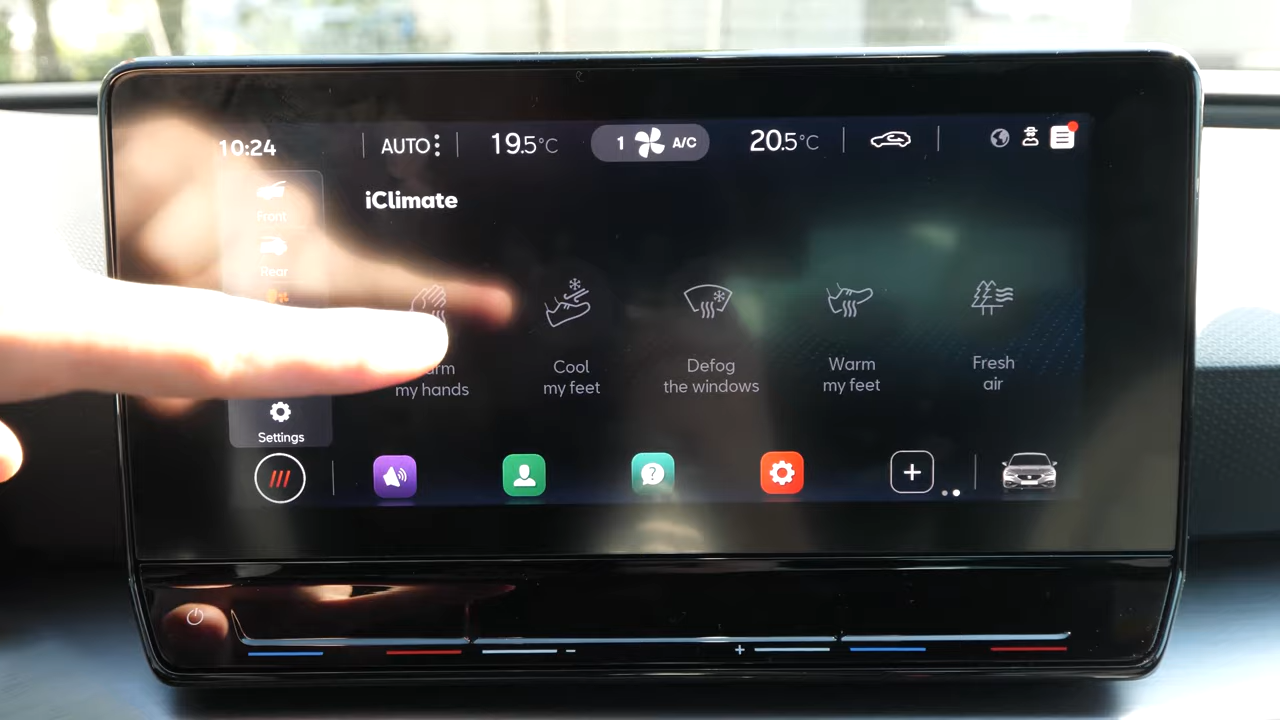 10:24
AUTO
19.5°C
1
A/C
20.5°C
iClimate
Front
Rear
my hands
Cool
my feet
Defog
the windows
Warm
my feet
Fresh
air
Settings
?
+
- +